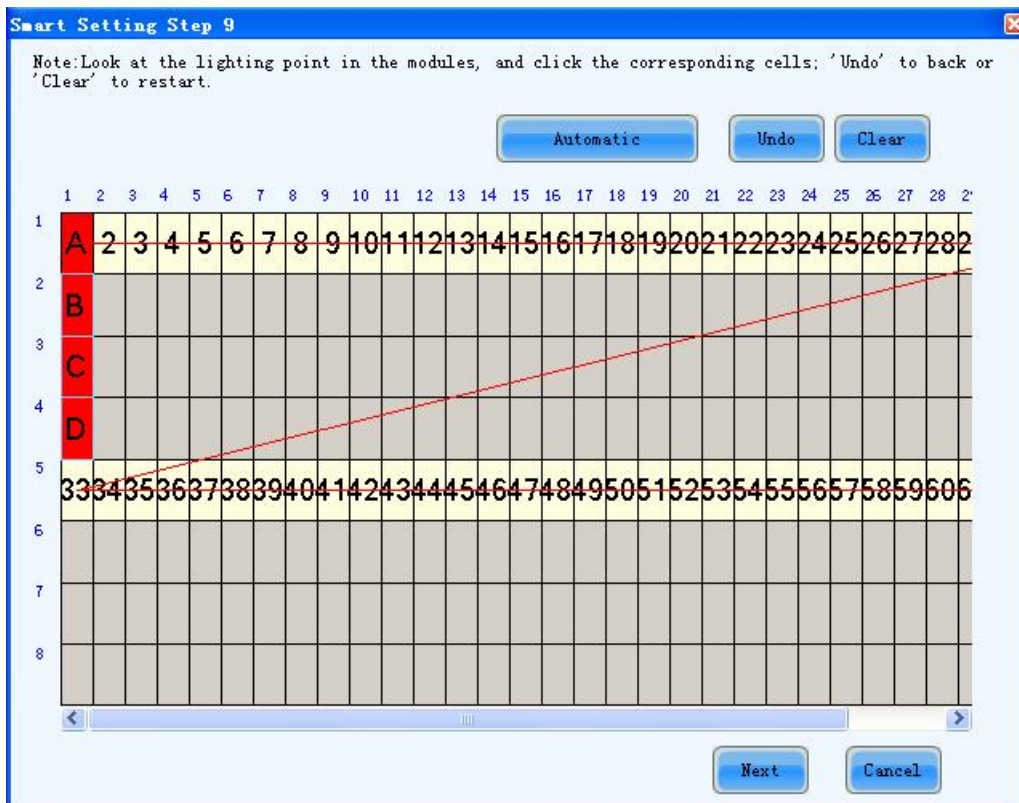 Smart Setting Step 9
Note:Look at the lighting point in the modules, and click the corresponding cells; 'Undo' to back or
'Clear' to restart.
Automatic Undo Clear
1 2 3 4 5 6 7 8 9 10 11 12 13 14 15 16 17 18 19 20 21 22 23 24 25 26 27 28
1 A 2 3 4 5 6 7 8 9 10 11 12 13 14 15 16 17 18 19 20 21 22 23 24 25 26 27 28
2 B
3 C
4 D
5 33 34 35 36 37 38 39 40 41 42 43 44 45 46 47 48 49 50 51 52 53 54 55 56 57 58 59 60
6
7
8
Next Cancel